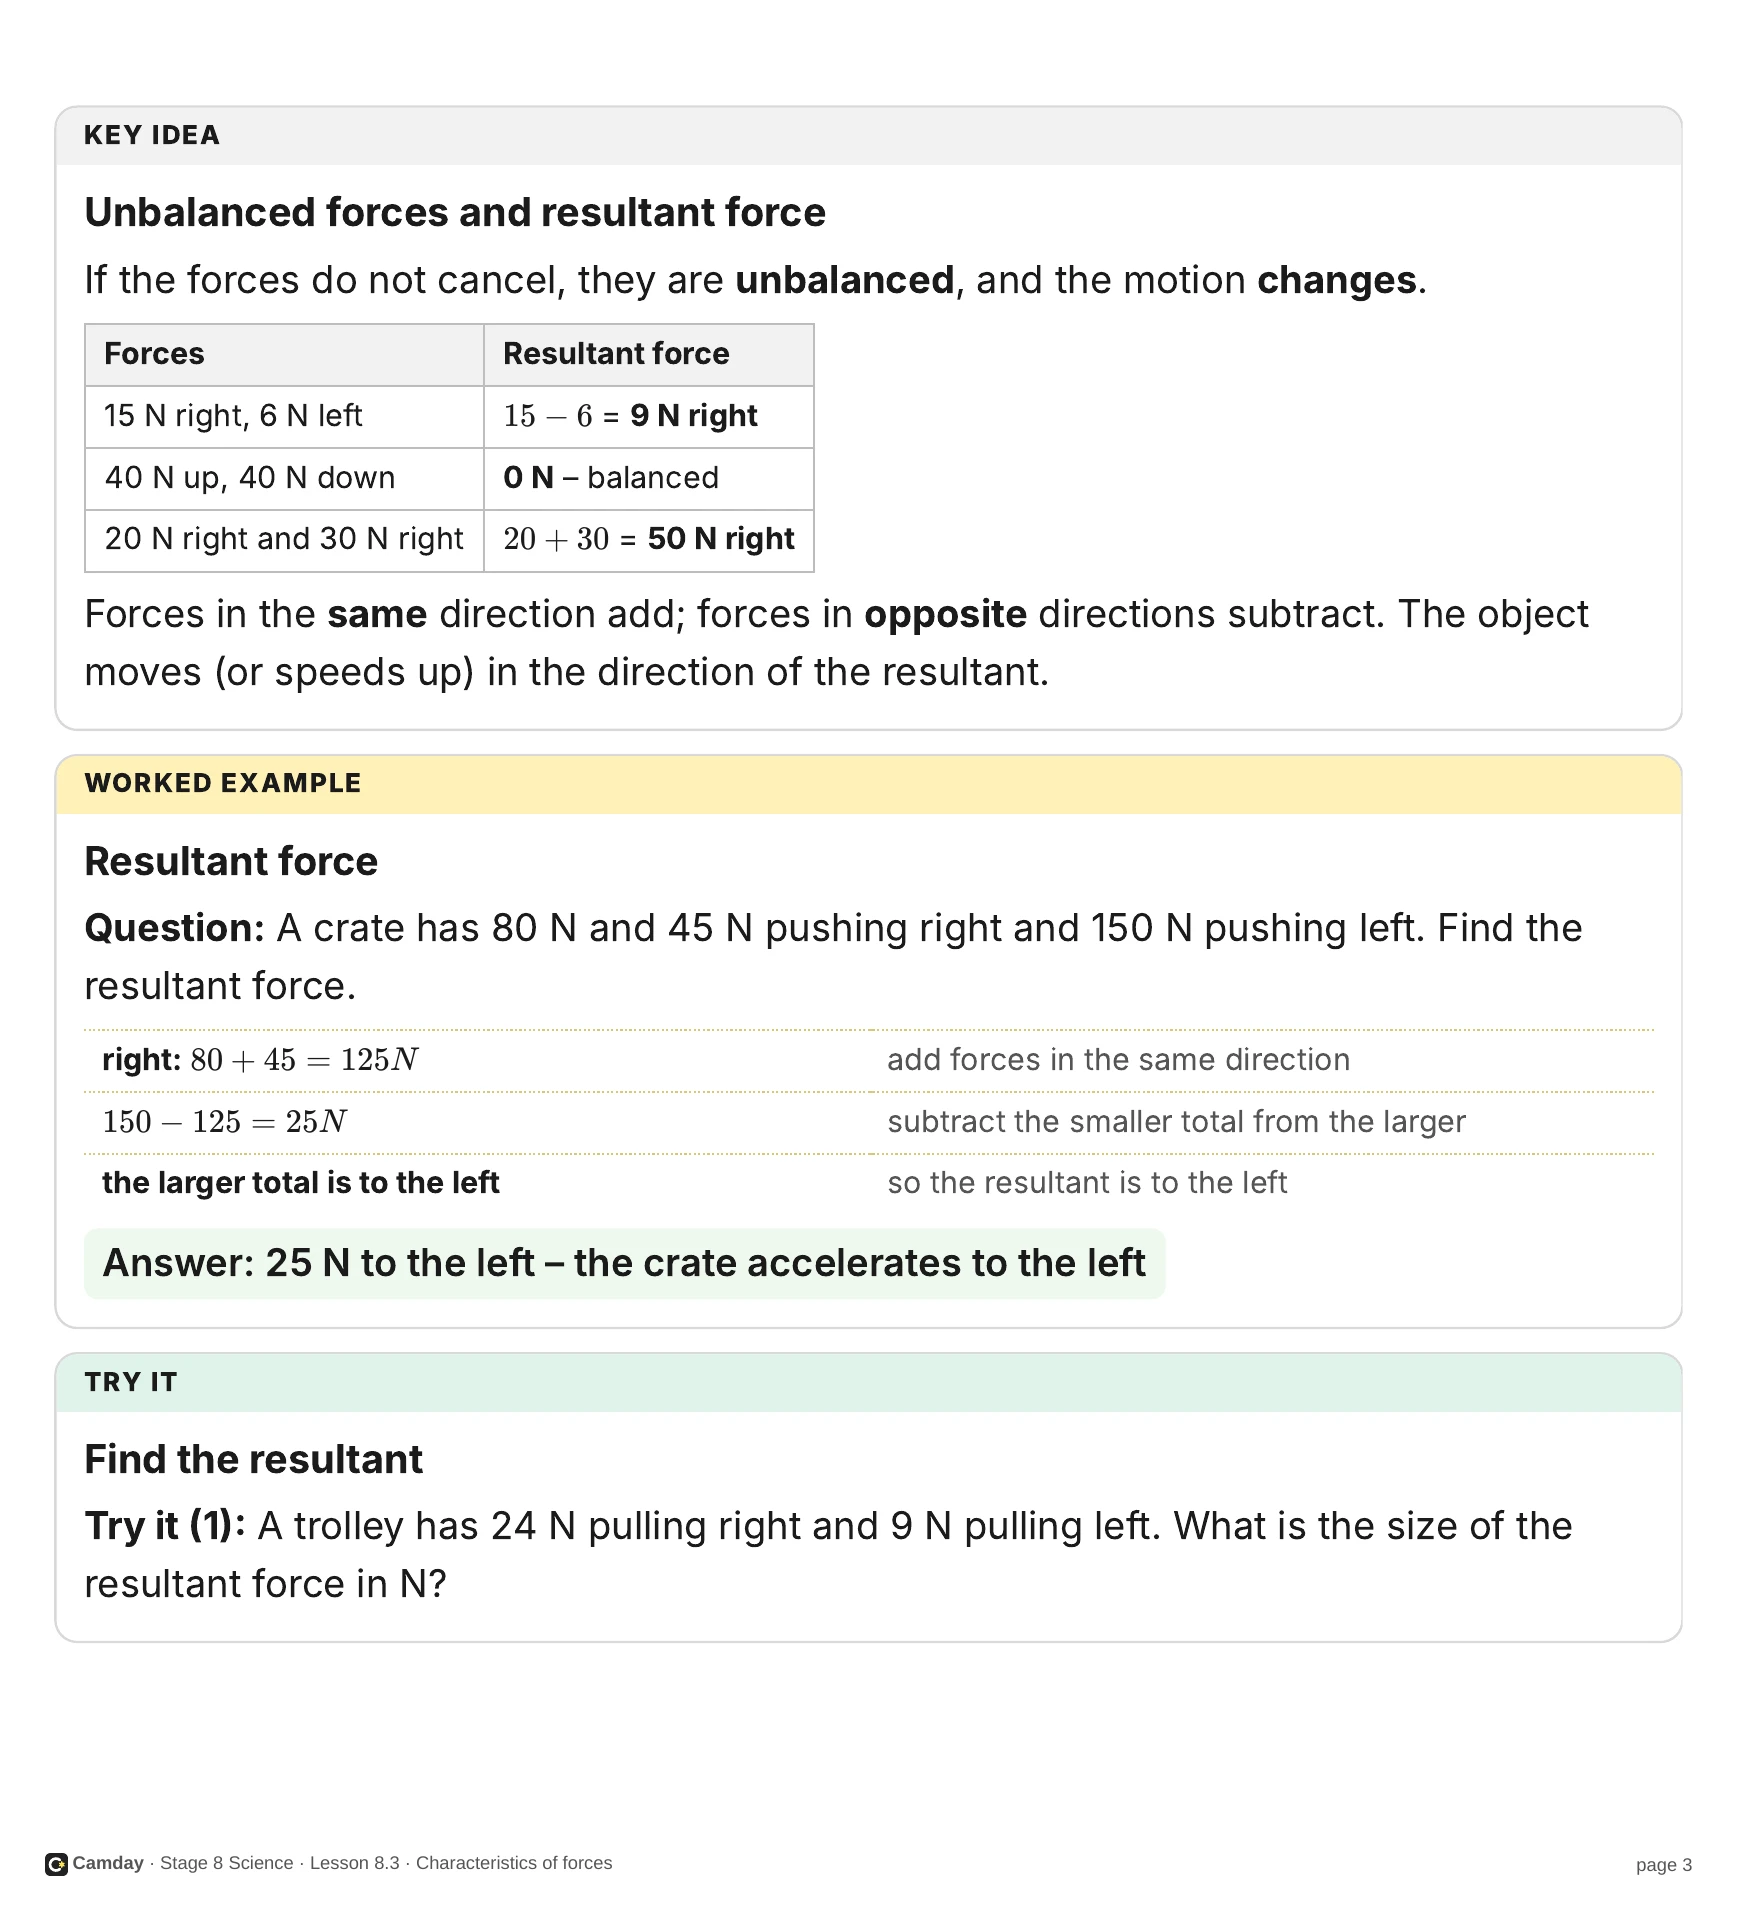 KEY IDEA
Unbalanced forces and resultant force
If the forces do not cancel, they are unbalanced, and the motion changes.
Forces Resultant force
15 N right, 6 N left 15 − 6 = 9 N right
40 N up, 40 N down 0 N – balanced
20 N right and 30 N right 20 + 30 = 50 N right
Forces in the same direction add; forces in opposite directions subtract. The object
moves (or speeds up) in the direction of the resultant.
WORKED EXAMPLE
Resultant force
Question: A crate has 80 N and 45 N pushing right and 150 N pushing left. Find the
resultant force.
right: 80 + 45 = 125N add forces in the same direction
150 − 125 = 25N subtract the smaller total from the larger
the larger total is to the left so the resultant is to the left
Answer: 25 N to the left – the crate accelerates to the left
TRY IT
Find the resultant
Try it (1): A trolley has 24 N pulling right and 9 N pulling left. What is the size of the
resultant force in N?
Camday · Stage 8 Science · Lesson 8.3 · Characteristics of forces page 3